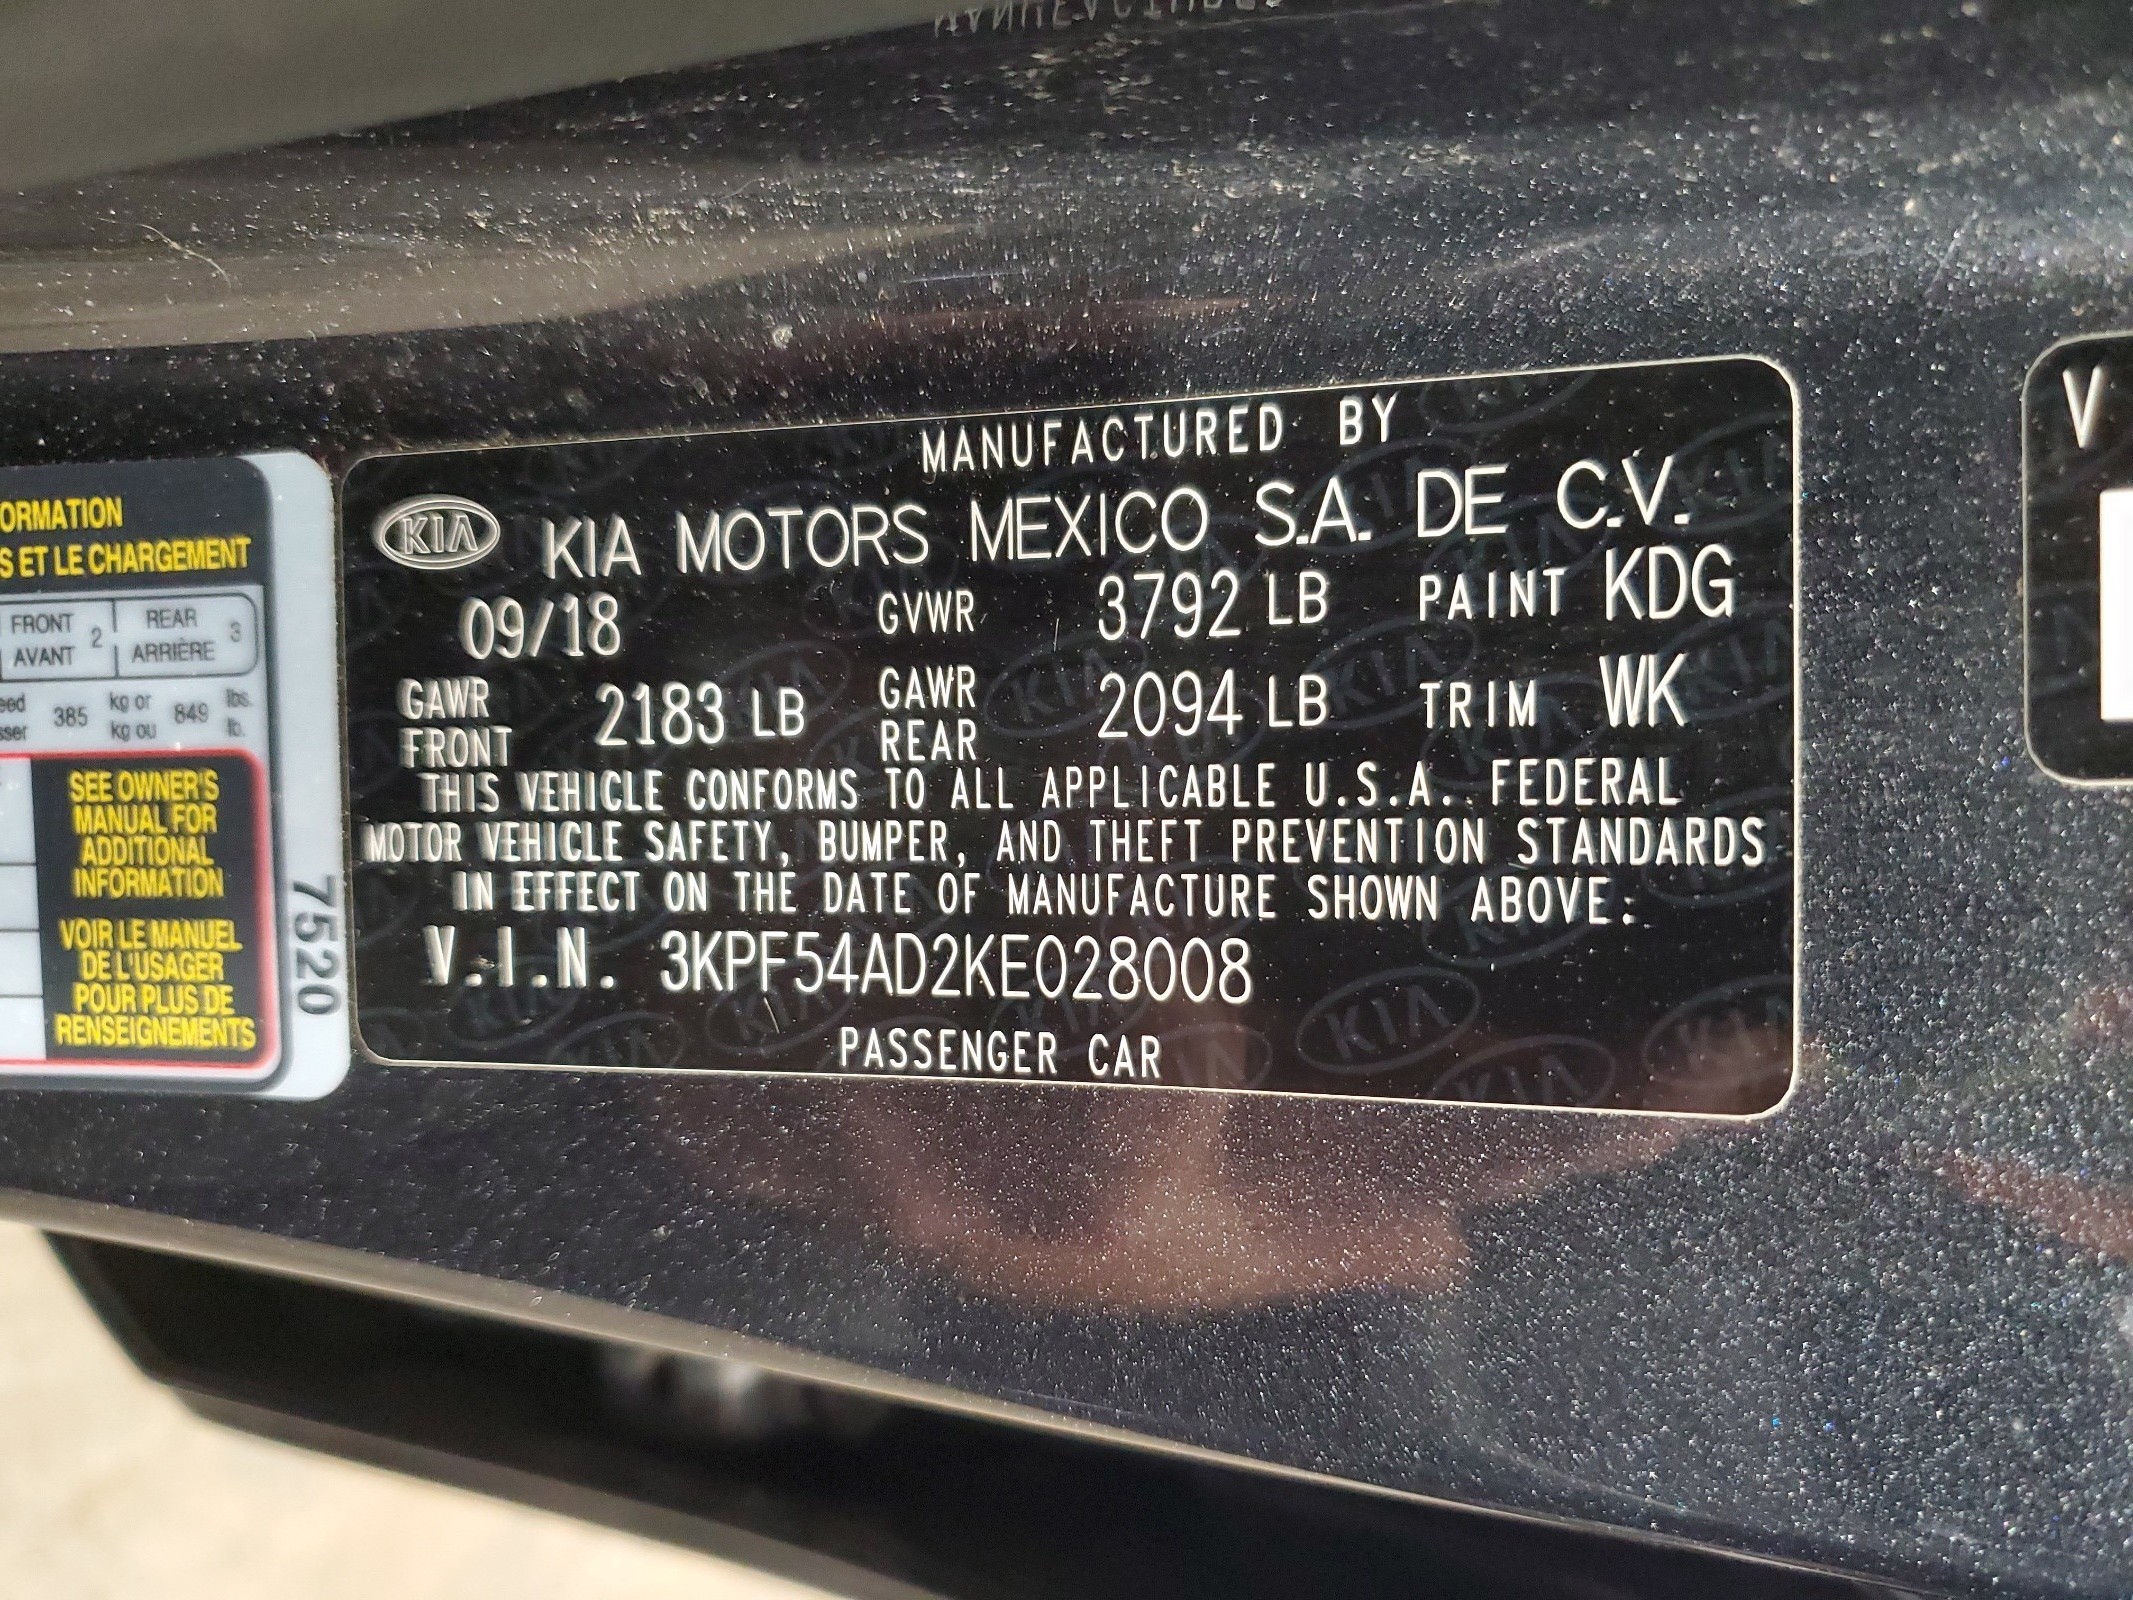 ORMATION
S ET LE CHARGEMENT
FRONT 2 REAR 3
AVANT ARRIÈRE
eed 385 kg or 849 lbs.
sser kg ou lb.
SEE OWNER'S
MANUAL FOR
ADDITIONAL
INFORMATION
VOIR LE MANUEL
DE L'USAGER
POUR PLUS DE
RENSEIGNEMENTS
7520
MANUFACTURED BY
KIA KIA MOTORS MEXICO S.A. DE C.V.
09/18 GVWR 3792 LB PAINT KDG
GAWR FRONT 2183 LB GAWR REAR 2094 LB TRIM WK
THIS VEHICLE CONFORMS TO ALL APPLICABLE U.S.A. FEDERAL
MOTOR VEHICLE SAFETY, BUMPER, AND THEFT PREVENTION STANDARDS
IN EFFECT ON THE DATE OF MANUFACTURE SHOWN ABOVE:
V.I.N. 3KPF54AD2KE028008
PASSENGER CAR
V